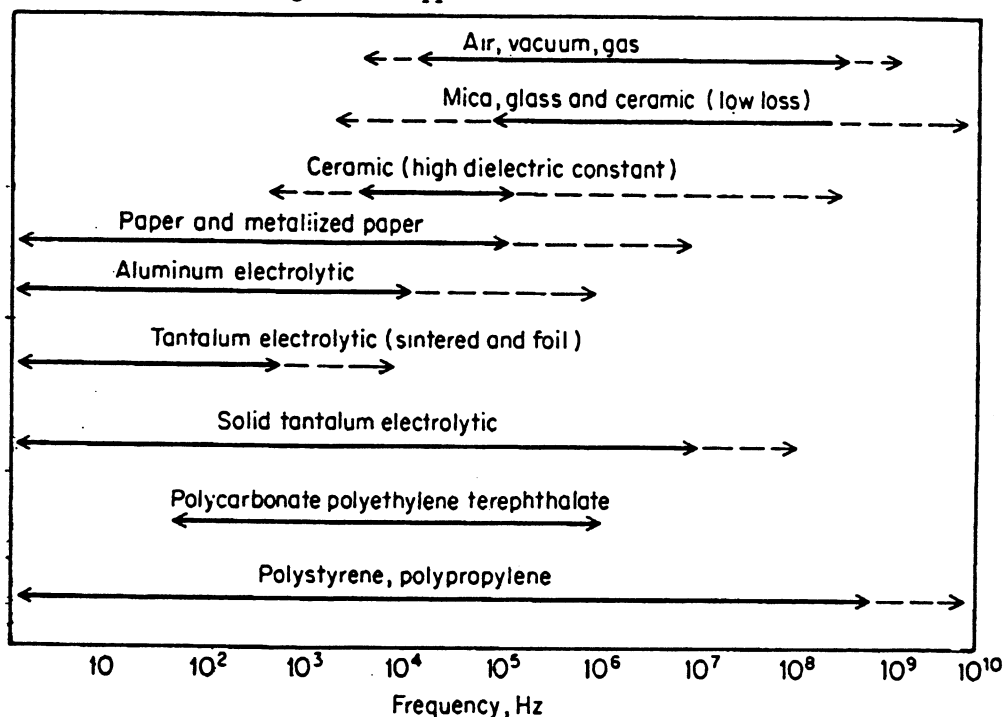 Air, vacuum, gas
Mica, glass and ceramic (low loss)
Ceramic (high dielectric constant)
Paper and metallized paper
Aluminum electrolytic
Tantalum electrolytic (sintered and foil)
Solid tantalum electrolytic
Polycarbonate polyethylene terephthalate
Polystyrene, polypropylene
10 10² 10³ 10⁴ 10⁵ 10⁶ 10⁷ 10⁸ 10⁹ 10¹⁰
Frequency, Hz